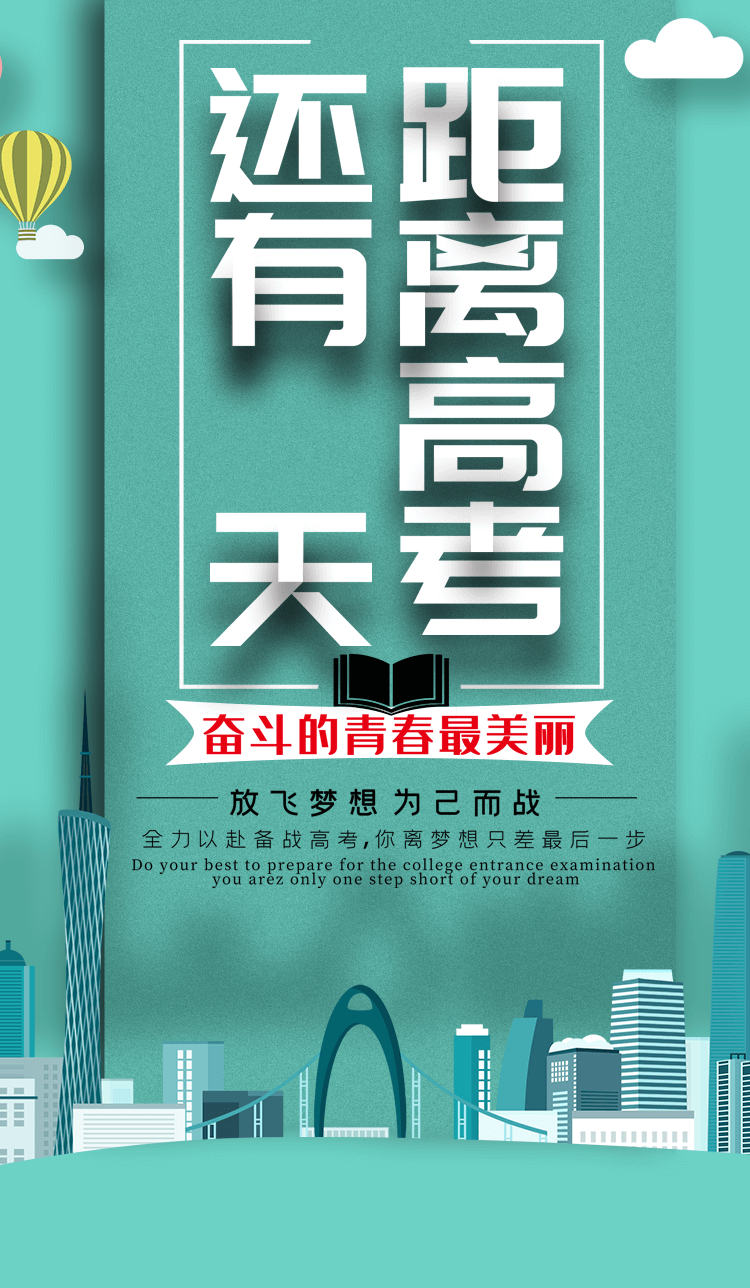 距离高考
还有 天
奋斗的青春最美丽
放飞梦想 为己而战
全力以赴备战高考,你离梦想只差最后一步
Do your best to prepare for the college entrance examination
you arez only one step short of your dream